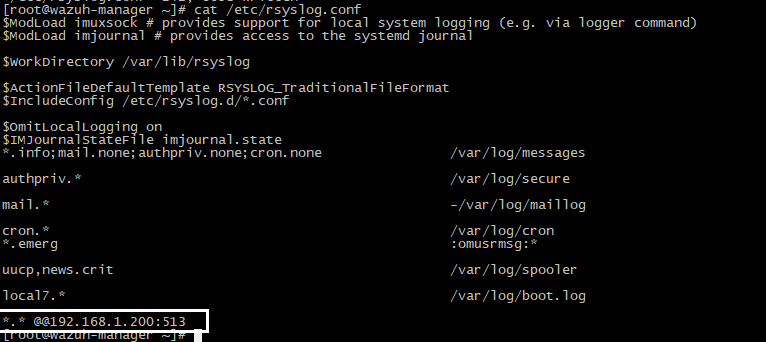 [root@wazuh-manager ~]# cat /etc/rsyslog.conf
$ModLoad imuxsock # provides support for local system logging (e.g. via logger command)
$ModLoad imjournal # provides access to the systemd journal
$WorkDirectory /var/lib/rsyslog
$ActionFileDefaultTemplate RSYSLOG_TraditionalFileFormat
$IncludeConfig /etc/rsyslog.d/*.conf
$OmitLocalLogging on
$IMJournalStateFile imjournal.state
*.info;mail.none;authpriv.none;cron.none /var/log/messages
authpriv.* /var/log/secure
mail.* -/var/log/maillog
cron.* /var/log/cron
*.emerg :omusrmsg:*
uucp,news.crit /var/log/spooler
local7.* /var/log/boot.log
*.* @@192.168.1.200:513
[root@wazuh-manager ~]#